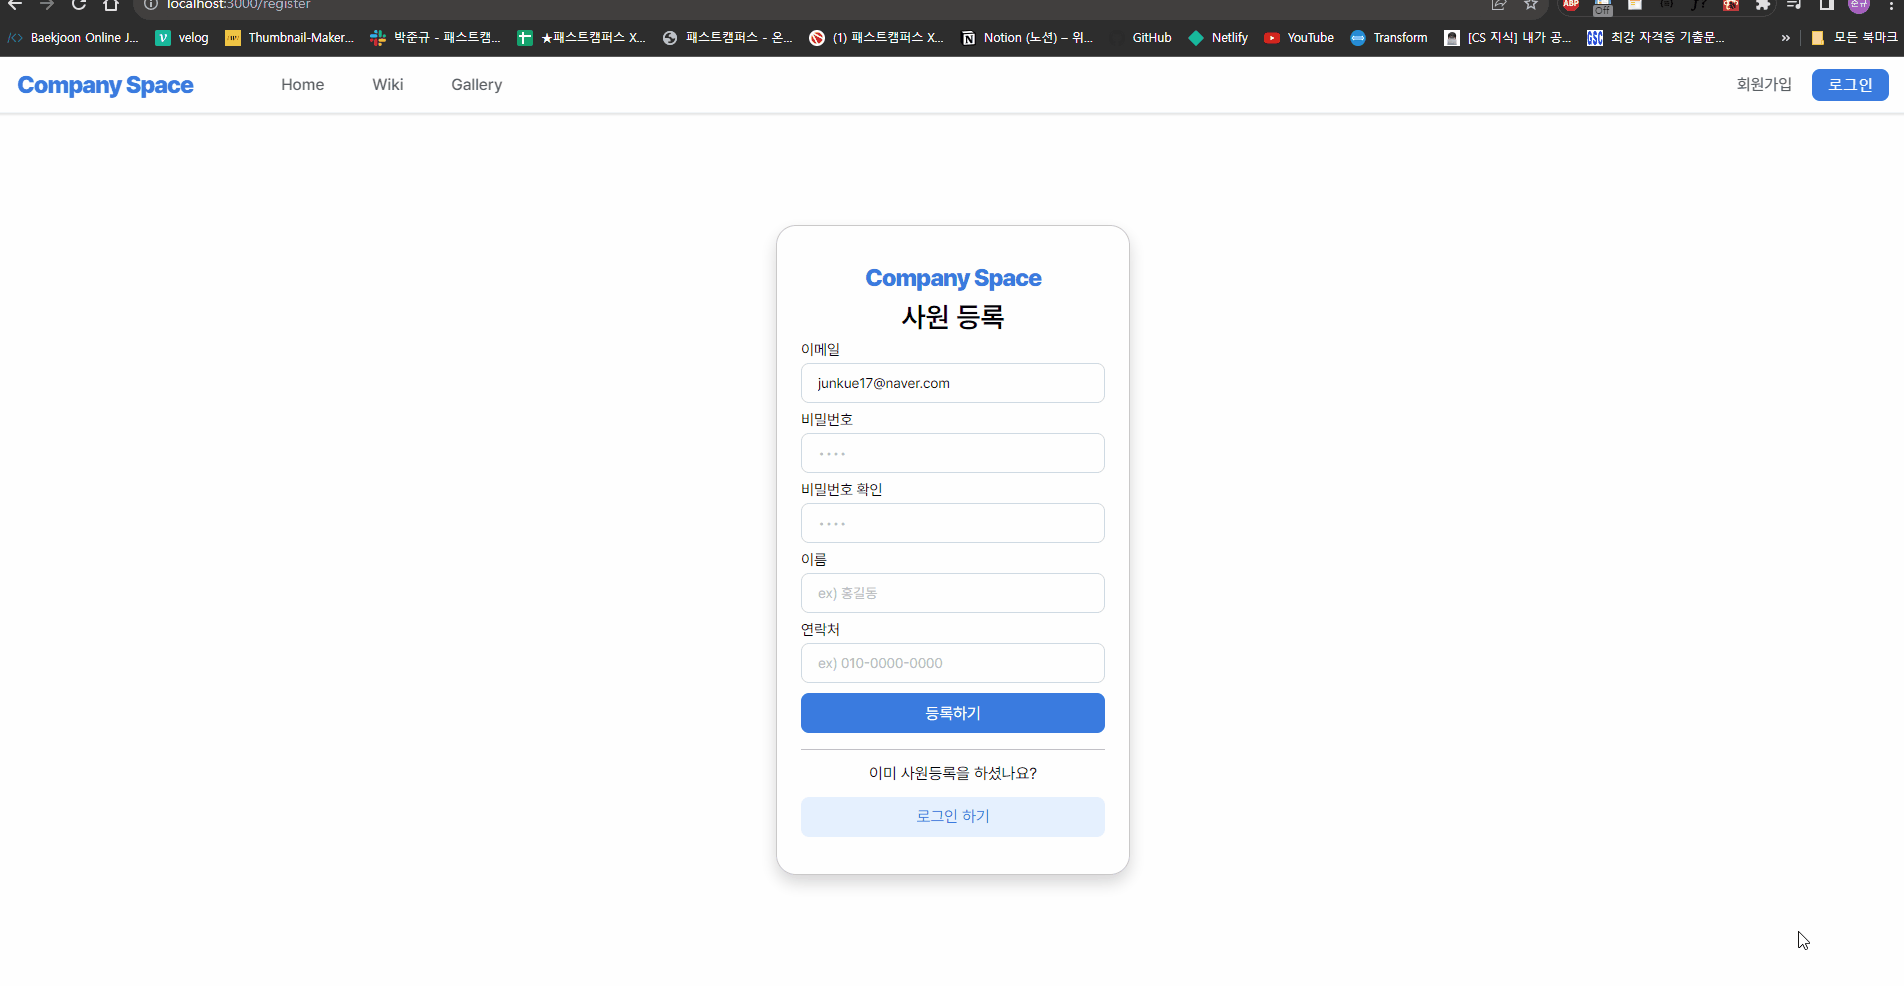 localhost:3000/register
ABP
Off
Baekjoon Online J...
velog
Thumbnail-Maker...
박준규 - 패스트캠...
★패스트캠퍼스 X...
패스트캠퍼스 - 온...
(1) 패스트캠퍼스 X...
Notion (노션) – 위...
GitHub
Netlify
YouTube
Transform
[CS 지식] 내가 공...
최강 자격증 기출문...
»
모든 북마크
Company Space
Home
Wiki
Gallery
회원가입
로그인
Company Space
사원 등록
이메일
junkue17@naver.com
비밀번호
····
비밀번호 확인
····
이름
ex) 홍길동
연락처
ex) 010-0000-0000
등록하기
이미 사원등록을 하셨나요?
로그인 하기